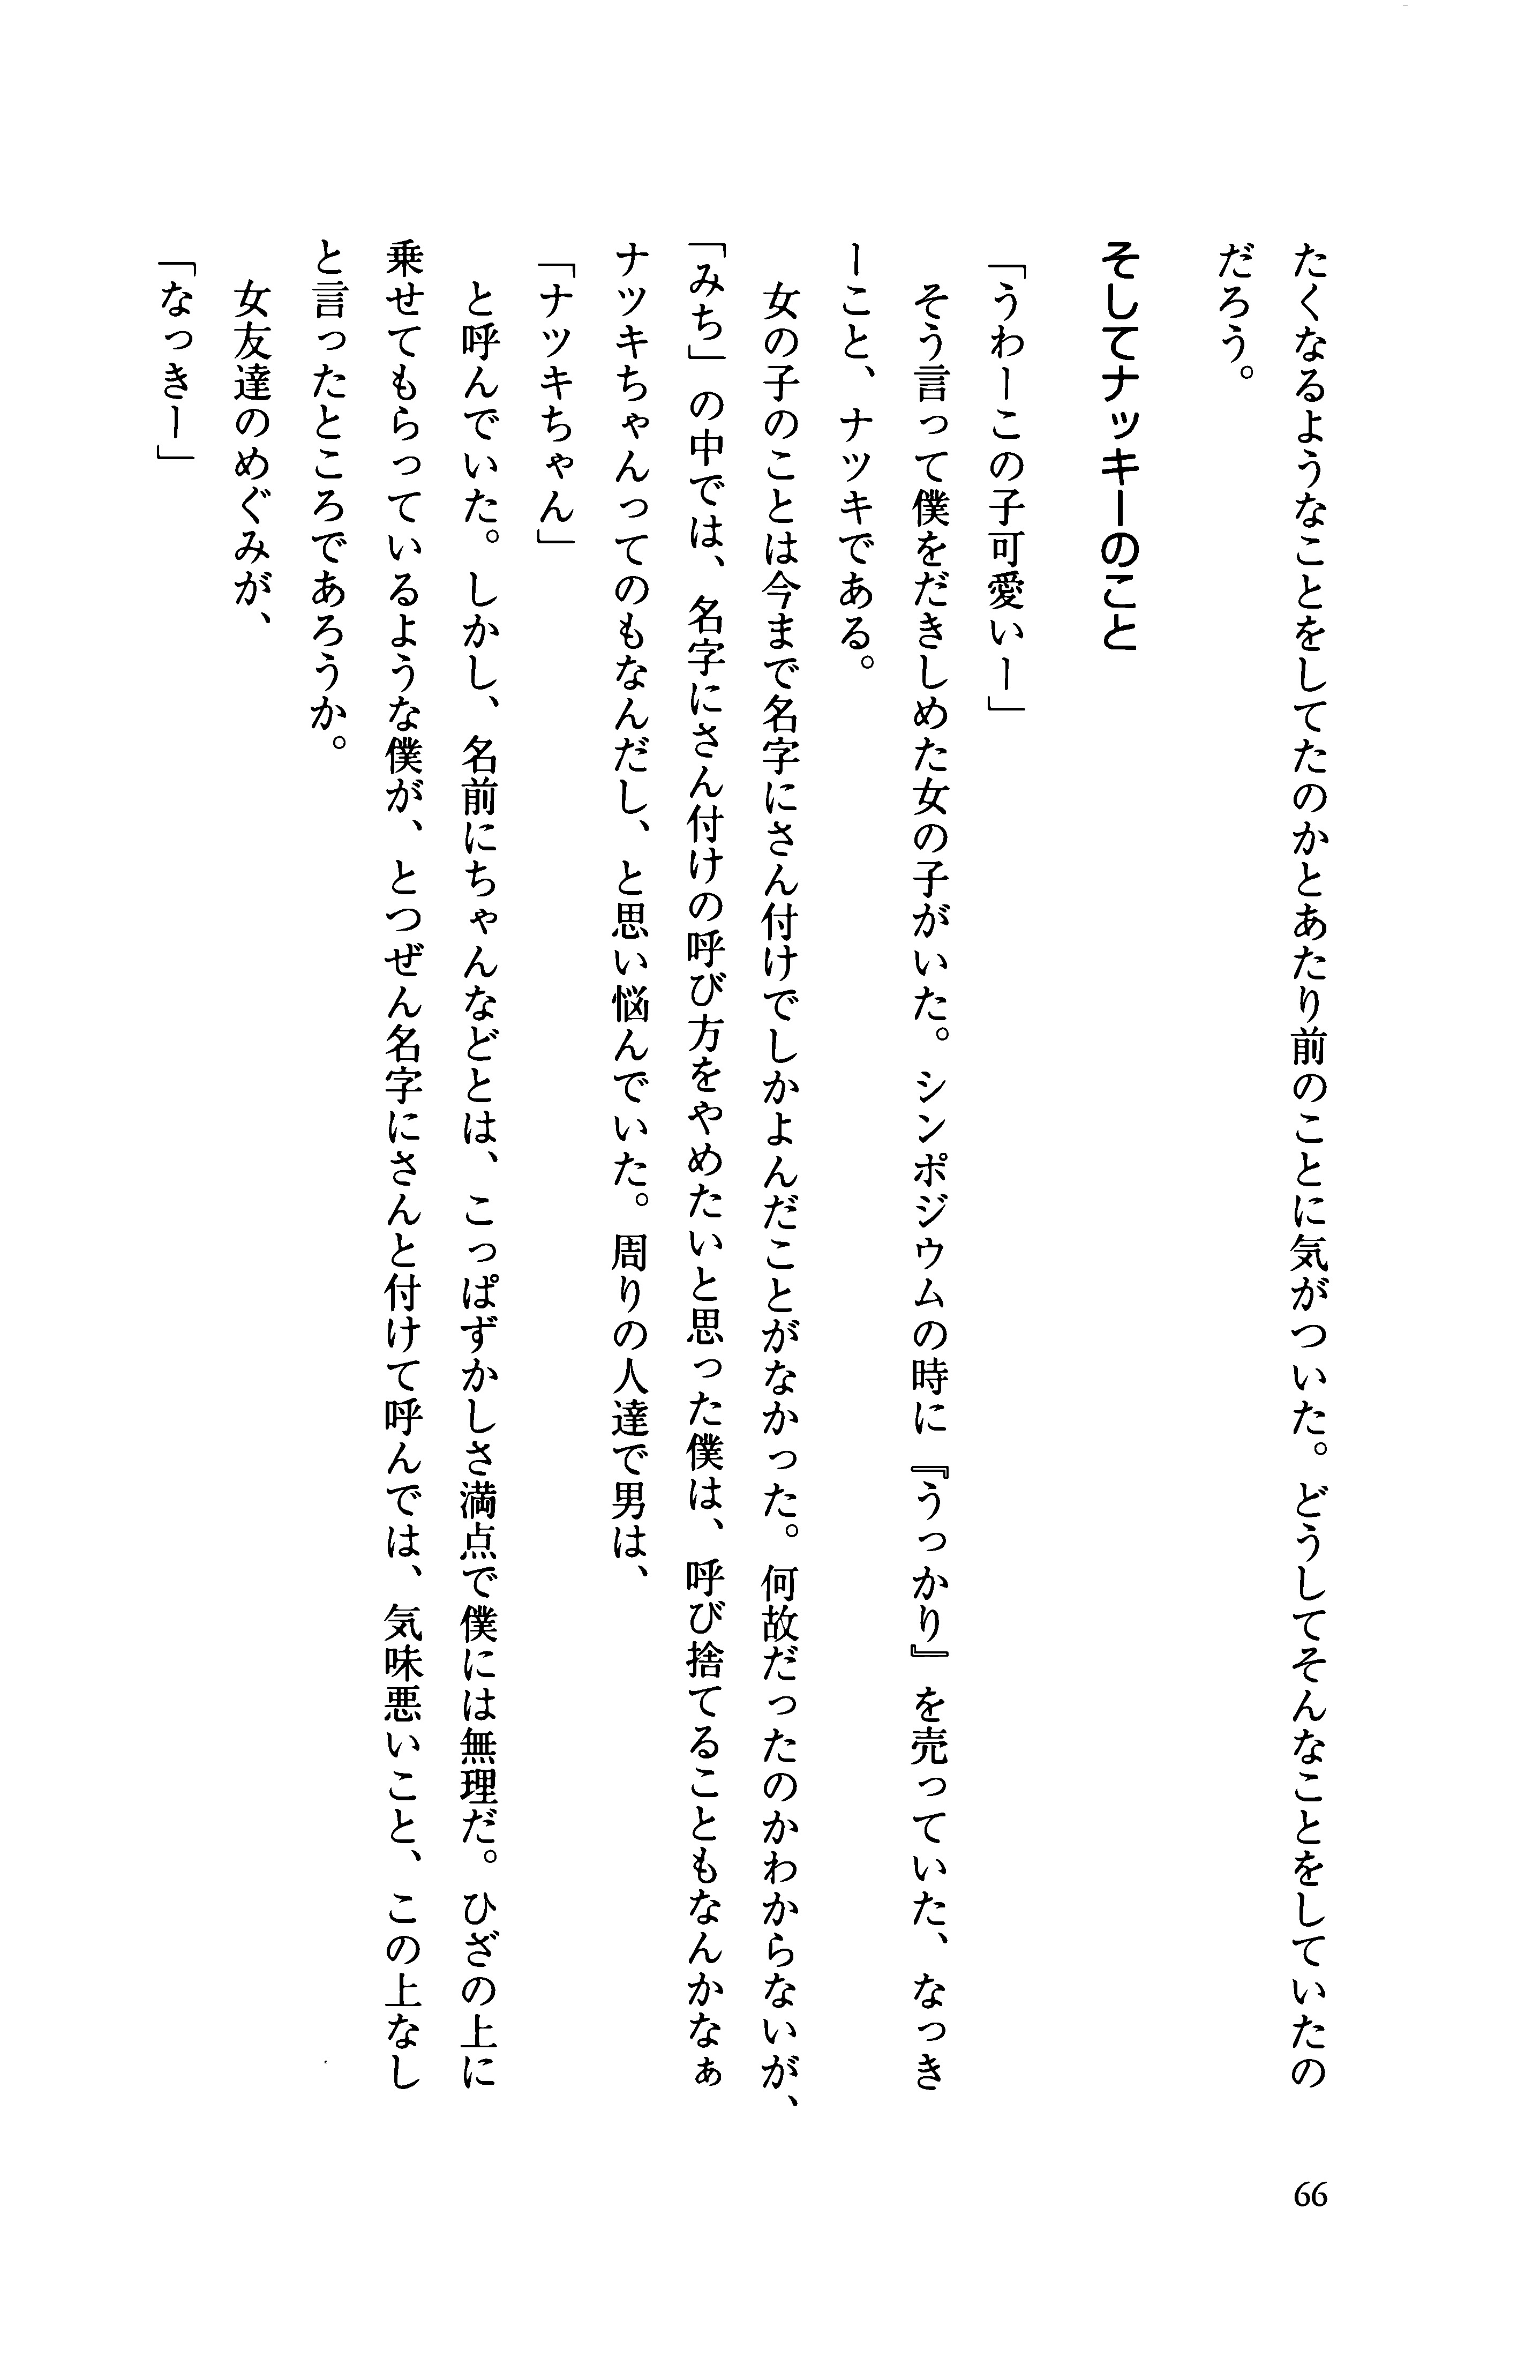 たくなるようなことをしてたのかとあたり前のことに気がついた。どうしてそんなことをしていたの
だろう。
そしてナッキーのこと
「うわーこの子可愛いー」
そう言って僕をだきしめた女の子がいた。シンポジウムの時に『うっかり』を売っていた、なっき
ーこと、ナツキである。
女の子のことは今まで名字にさん付けでしかよんだことがなかった。何故だったのかわからないが、
「みち」の中では、名字にさん付けの呼び方をやめたいと思った僕は、呼び捨てることもなんかなぁ
ナツキちゃんってのもなんだし、と思い悩んでいた。周りの人達で男は、
「ナツキちゃん」
と呼んでいた。しかし、名前にちゃんなどとは、こっぱずかしさ満点で僕には無理だ。ひざの上に
乗せてもらっているような僕が、とつぜん名字にさんと付けて呼んでは、気味悪いこと、この上なし
と言ったところであろうか。
女友達のめぐみが、
「なっきー」
66